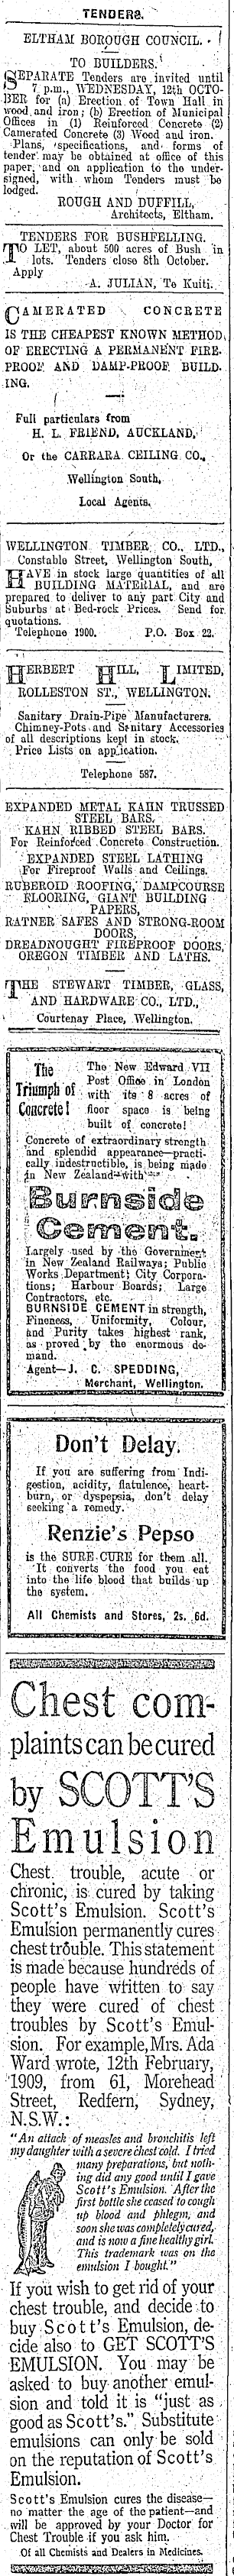 TENDERS.
ELTHAM BOROUGH COUNCIL.
TO BUILDERS.
SEPARATE Tenders are invited until
7 p.m., WEDNESDAY, 12th OCTO-
BER for (a) Erection of Town Hall in
wood and iron; (b) Erection of Municipal
Offices in (1) Reinforced Concrete (2)
Camerated Concrete (3) Wood and iron.
Plans, specifications, and forms of
tender may be obtained at office of this
paper, and on application to the under-
signed, with whom Tenders must be
lodged.
ROUGH AND DUFFILL,
Architects, Eltham.
TENDERS FOR BUSHFELLING.
TO LET, about 500 acres of Bush in
lots. Tenders close 8th October.
Apply
A. JULIAN, Te Kuiti.
CAMERATED CONCRETE
IS THE CHEAPEST KNOWN METHOD
OF ERECTING A PERMANENT FIRE-
PROOF AND DAMP-PROOF BUILD-
ING.
Full particulars from
H. L. FRIEND, AUCKLAND,
Or the CARRARA CEILING CO.,
Wellington South,
Local Agents.
WELLINGTON TIMBER CO., LTD.,
Constable Street, Wellington South,
HAVE in stock large quantities of all
BUILDING MATERIAL, and are
prepared to deliver to any part City and
Suburbs at Bed-rock Prices. Send for
quotations.
Telephone 1900. P.O. Box 22.
HERBERT HILL, LIMITED,
ROLLESTON ST., WELLINGTON.
Sanitary Drain-Pipe Manufacturers.
Chimney-Pots and Sanitary Accessories
of all descriptions kept in stock.
Price Lists on application.
Telephone 587.
EXPANDED METAL KAHN TRUSSED
STEEL BARS.
KAHN RIBBED STEEL BARS.
For Reinforced Concrete Construction.
EXPANDED STEEL LATHING
For Fireproof Walls and Ceilings.
RUBEROID ROOFING, DAMPCOURSE
FLOORING, GIANT BUILDING
PAPERS,
RATNER SAFES AND STRONG-ROOM
DOORS,
DREADNOUGHT FIREPROOF DOORS,
OREGON TIMBER AND LATHS.
THE STEWART TIMBER, GLASS,
AND HARDWARE CO., LTD.,
Courtenay Place, Wellington.
The
Triumph of
Concrete!
The New Edward VII
Post Office in London
with its 8 acres of
floor space is being
built of concrete!
Concrete of extraordinary strength
and splendid appearance—practi-
cally indestructible, is being made
in New Zealand with
Burnside
Cement.
Largely used by the Government
in New Zealand Railways; Public
Works Department; City Corpora-
tions; Harbour Boards; Large
Contractors, etc.
BURNSIDE CEMENT in strength,
Fineness, Uniformity, Colour,
and Purity takes highest rank,
as proved by the enormous de-
mand.
Agent—J. C. SPEDDING,
Merchant, Wellington.
Don't Delay.
If you are suffering from Indi-
gestion, acidity, flatulence, heart-
burn, or dyspepsia, don't delay
seeking a remedy.
Renzie's Pepso
is the SURE CURE for them all.
It converts the food you eat
into the life blood that builds up
the system.
All Chemists and Stores, 2s. 6d.
Chest com-
plaints can be cured
by SCOTT'S
Emulsion
Chest trouble, acute or
chronic, is cured by taking
Scott's Emulsion. Scott's
Emulsion permanently cures
chest trouble. This statement
is made because hundreds of
people have written to say
they were cured of chest
troubles by Scott's Emul-
sion. For example, Mrs. Ada
Ward wrote, 12th February,
1909, from 61, Morehead
Street, Redfern, Sydney,
N.S.W.:
"An attack of measles and bronchitis left
my daughter with a severe chest cold. I tried
many preparations, but noth-
ing did any good until I gave
Scott's Emulsion. After the
first bottle she ceased to cough
up blood and phlegm, and
soon she was completely cured,
and is now a fine healthy girl.
This trademark was on the
emulsion I bought."
If you wish to get rid of your
chest trouble, and decide to
buy Scott's Emulsion, de-
cide also to GET SCOTT'S
EMULSION. You may be
asked to buy another emul-
sion and told it is "just as
good as Scott's." Substitute
emulsions can only be sold
on the reputation of Scott's
Emulsion.
Scott's Emulsion cures the disease—
no matter the age of the patient—and
will be approved by your Doctor for
Chest Trouble if you ask him.
Of all Chemists and Dealers in Medicines.